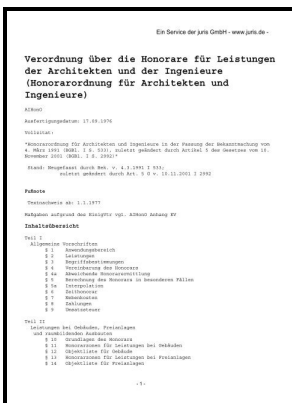 Ein Service der juris GmbH - www.juris.de -
Verordnung über die Honorare für Leistungen
der Architekten und der Ingenieure
(Honorarordnung für Architekten und
Ingenieure)
AIHonO
Ausfertigungsdatum: 17.09.1976
Vollzitat:
"Honorarordnung für Architekten und Ingenieure in der Fassung der Bekanntmachung vom
4. März 1991 (BGBl. I S. 533), zuletzt geändert durch Artikel 5 des Gesetzes vom 10.
November 2001 (BGBl. I S. 2992)"
Stand: Neugefasst durch Bek. v. 4.3.1991 I 533;
zuletzt geändert durch Art. 5 G v. 10.11.2001 I 2992
Fußnote
Textnachweis ab: 1.1.1977
Maßgaben aufgrund des EinigVtr vgl. AIHonO Anhang EV
Inhaltsübersicht
Teil I
Allgemeine Vorschriften
§ 1 Anwendungsbereich
§ 2 Leistungen
§ 3 Begriffsbestimmungen
§ 4 Vereinbarung des Honorars
§ 4a Abweichende Honorarermittlung
§ 5 Berechnung des Honorars in besonderen Fällen
§ 5a Interpolation
§ 6 Zeithonorar
§ 7 Nebenkosten
§ 8 Zahlungen
§ 9 Umsatzsteuer
Teil II
Leistungen bei Gebäuden, Freianlagen
und raumbildenden Ausbauten
§ 10 Grundlagen des Honorars
§ 11 Honorarzonen für Leistungen bei Gebäuden
§ 12 Objektliste für Gebäude
§ 13 Honorarzonen für Leistungen bei Freianlagen
§ 14 Objektliste für Freianlagen